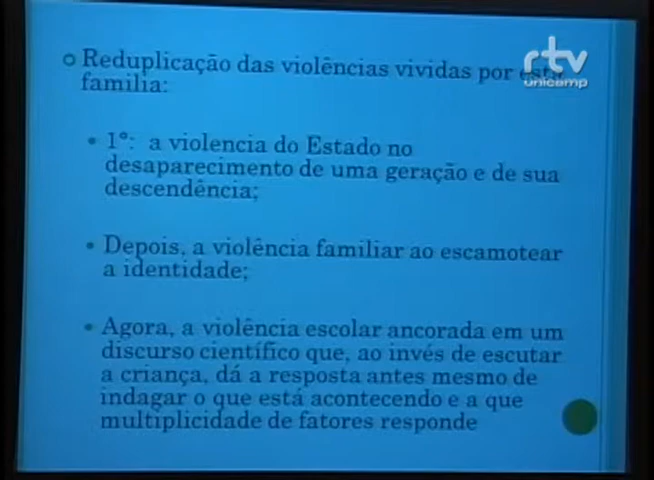 Reduplicação das violências vividas por esta
familia:
1º: a violencia do Estado no
desaparecimento de uma geração e de sua
descendência;
Depois, a violência familiar ao escamotear
a identidade;
Agora, a violência escolar ancorada em um
discurso científico que, ao invés de escutar
a criança, dá a resposta antes mesmo de
indagar o que está acontecendo e a que
multiplicidade de fatores responde
rtv
unicamp